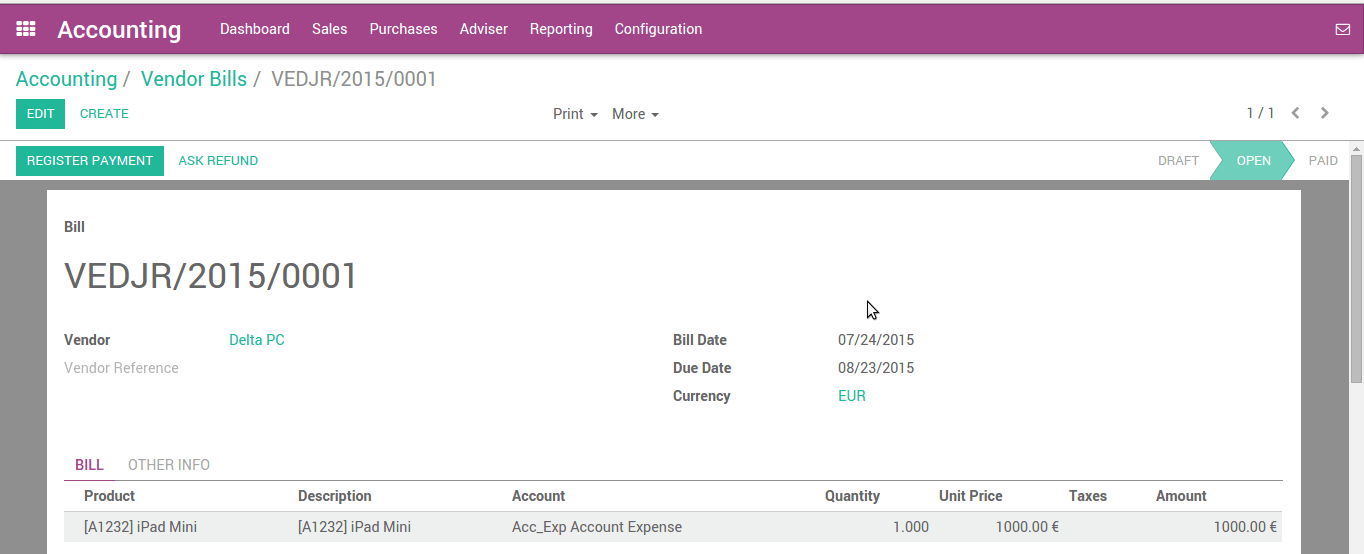 Accounting Dashboard Sales Purchases Adviser Reporting Configuration
Accounting / Vendor Bills / VEDJR/2015/0001
EDIT CREATE Print More 1 / 1
REGISTER PAYMENT ASK REFUND DRAFT OPEN PAID
Bill
VEDJR/2015/0001
Vendor Delta PC Bill Date 07/24/2015
Vendor Reference Due Date 08/23/2015
Currency EUR
BILL OTHER INFO
Product Description Account Quantity Unit Price Taxes Amount
[A1232] iPad Mini [A1232] iPad Mini Acc_Exp Account Expense 1.000 1000.00 € 1000.00 €